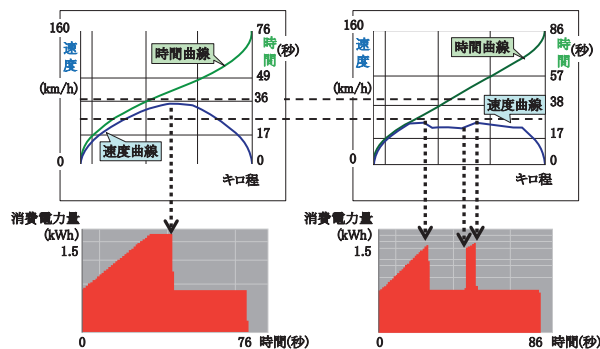 160
速度
(km/h)
0
時間曲線
速度曲線
76
時間
(秒)
49
36
17
0
キロ程
消費電力量
(kWh)
1.5
0
76
時間(秒)
160
速度
(km/h)
0
時間曲線
速度曲線
86
時間
(秒)
57
38
17
0
キロ程
消費電力量
(kWh)
1.5
0
86
時間(秒)